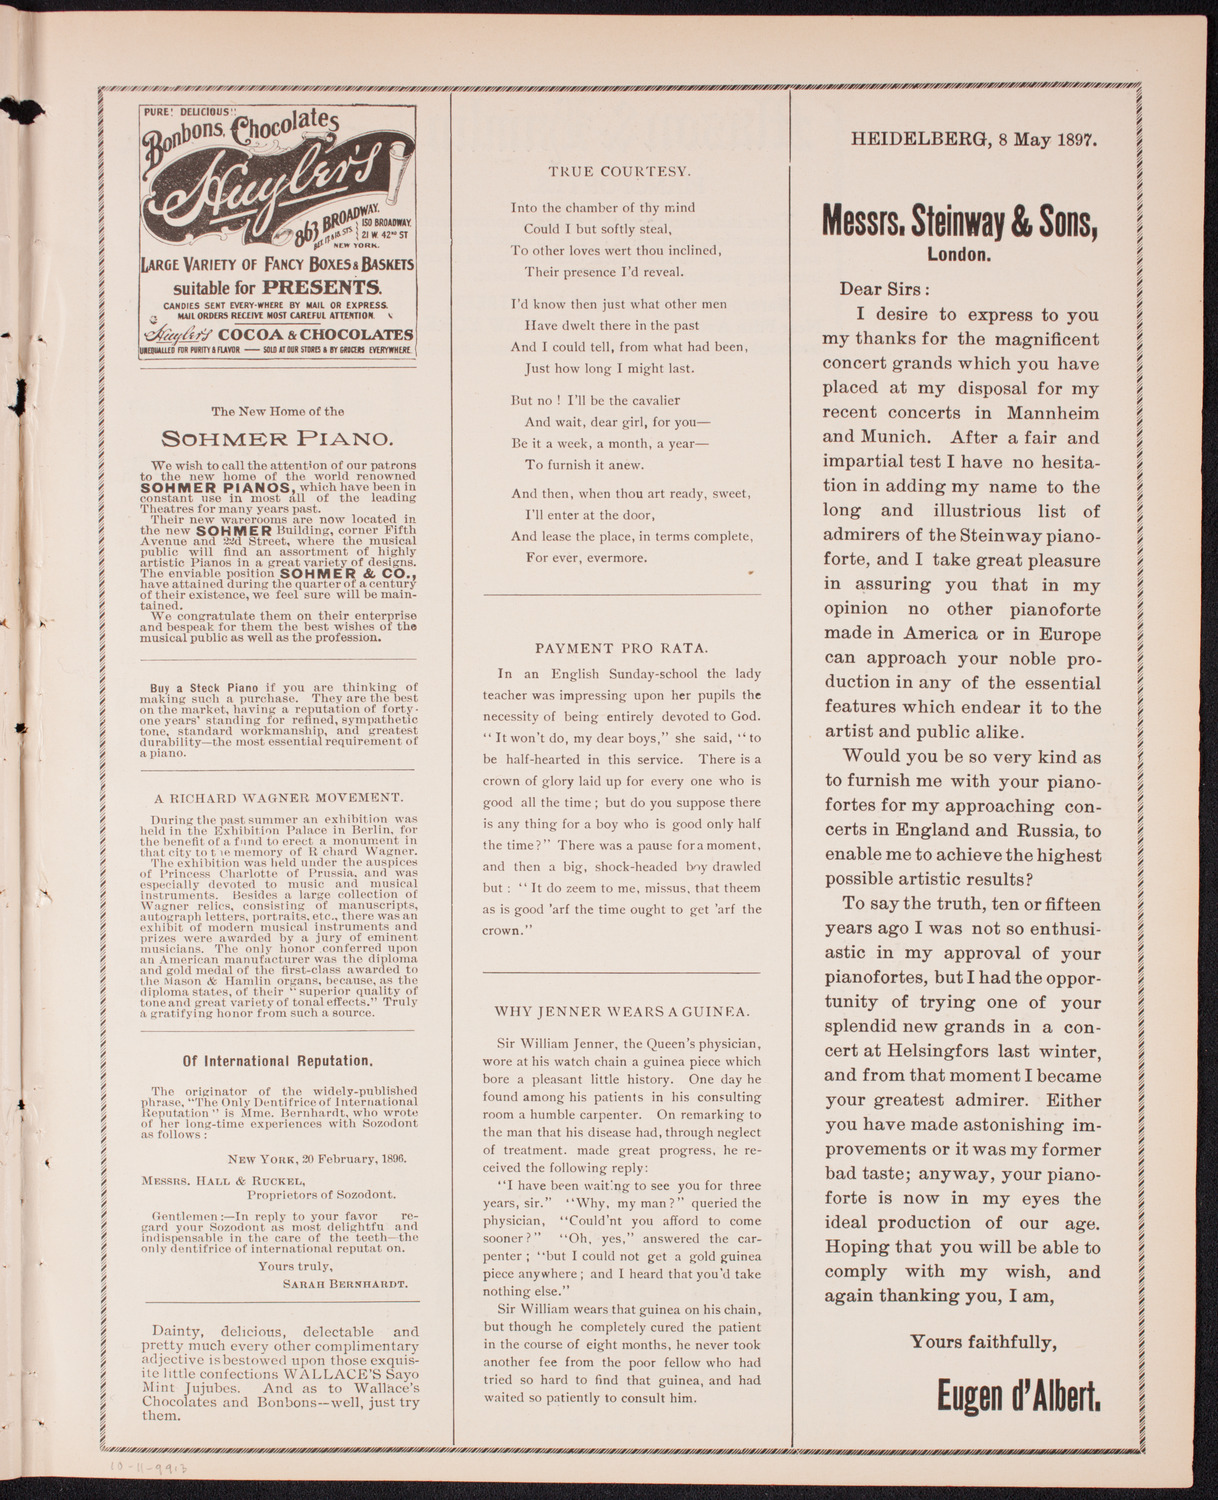 PURE! DELICIOUS!!
Bonbons, Chocolates
Huyler's
863 BROADWAY.
BET. 17 & 18. STS.
150 BROADWAY
21 W. 42ND ST
NEW YORK.
LARGE VARIETY OF FANCY BOXES & BASKETS
suitable for PRESENTS.
CANDIES SENT EVERY-WHERE BY MAIL OR EXPRESS.
MAIL ORDERS RECEIVE MOST CAREFUL ATTENTION.
Huyler's COCOA & CHOCOLATES
UNEQUALLED FOR PURITY & FLAVOR — SOLD AT OUR STORES & BY GROCERS EVERYWHERE
The New Home of the
SOHMER PIANO.
We wish to call the attention of our patrons
to the new home of the world renowned
SOHMER PIANOS, which have been in
constant use in most all of the leading
Theatres for many years past.
Their new warerooms are now located in
the new SOHMER Building, corner Fifth
Avenue and 22d Street, where the musical
public will find an assortment of highly
artistic Pianos in a great variety of designs.
The enviable position SOHMER & CO.,
have attained during the quarter of a century
of their existence, we feel sure will be main-
tained.
We congratulate them on their enterprise
and bespeak for them the best wishes of the
musical public as well as the profession.
Buy a Steck Piano if you are thinking of
making such a purchase. They are the best
on the market, having a reputation of forty-
one years' standing for refined, sympathetic
tone, standard workmanship, and greatest
durability—the most essential requirement of
a piano.
A RICHARD WAGNER MOVEMENT.
During the past summer an exhibition was
held in the Exhibition Palace in Berlin, for
the benefit of a fund to erect a monument in
that city to t e memory of R chard Wagner.
The exhibition was held under the auspices
of Princess Charlotte of Prussia, and was
especially devoted to music and musical
instruments. Besides a large collection of
Wagner relics, consisting of manuscripts,
autograph letters, portraits, etc., there was an
exhibit of modern musical instruments and
prizes were awarded by a jury of eminent
musicians. The only honor conferred upon
an American manufacturer was the diploma
and gold medal of the first-class awarded to
the Mason & Hamlin organs, because, as the
diploma states, of their "superior quality of
tone and great variety of tonal effects." Truly
a gratifying honor from such a source.
Of International Reputation.
The originator of the widely-published
phrase, "The Only Dentifrice of International
Reputation" is Mme. Bernhardt, who wrote
of her long-time experiences with Sozodont
as follows:
NEW YORK, 20 February, 1896.
MESSRS. HALL & RUCKEL,
Proprietors of Sozodont.
Gentlemen:—In reply to your favor re-
gard your Sozodont as most delightfu and
indispensable in the care of the teeth—the
only dentifrice of international reputat on.
Yours truly,
SARAH BERNHARDT.
Dainty, delicious, delectable and
pretty much every other complimentary
adjective is bestowed upon those exquis-
ite little confections WALLACE'S Sayo
Mint Jujubes. And as to Wallace's
Chocolates and Bonbons--well, just try
them.
TRUE COURTESY.
Into the chamber of thy mind
Could I but softly steal,
To other loves wert thou inclined,
Their presence I'd reveal.
I'd know then just what other men
Have dwelt there in the past
And I could tell, from what had been,
Just how long I might last.
But no! I'll be the cavalier
And wait, dear girl, for you—
Be it a week, a month, a year—
To furnish it anew.
And then, when thou art ready, sweet,
I'll enter at the door,
And lease the place, in terms complete,
For ever, evermore.
PAYMENT PRO RATA.
In an English Sunday-school the lady
teacher was impressing upon her pupils the
necessity of being entirely devoted to God.
"It won't do, my dear boys," she said, "to
be half-hearted in this service. There is a
crown of glory laid up for every one who is
good all the time; but do you suppose there
is any thing for a boy who is good only half
the time?" There was a pause for a moment,
and then a big, shock-headed boy drawled
but: "It do zeem to me, missus, that theem
as is good 'arf the time ought to get 'arf the
crown."
WHY JENNER WEARS A GUINEA.
Sir William Jenner, the Queen's physician,
wore at his watch chain a guinea piece which
bore a pleasant little history. One day he
found among his patients in his consulting
room a humble carpenter. On remarking to
the man that his disease had, through neglect
of treatment. made great progress, he re-
ceived the following reply:
"I have been waiting to see you for three
years, sir." "Why, my man?" queried the
physician, "Could'nt you afford to come
sooner?" "Oh, yes," answered the car-
penter; "but I could not get a gold guinea
piece anywhere; and I heard that you'd take
nothing else."
Sir William wears that guinea on his chain,
but though he completely cured the patient
in the course of eight months, he never took
another fee from the poor fellow who had
tried so hard to find that guinea, and had
waited so patiently to consult him.
HEIDELBERG, 8 May 1897.
Messrs. Steinway & Sons,
London.
Dear Sirs:
I desire to express to you
my thanks for the magnificent
concert grands which you have
placed at my disposal for my
recent concerts in Mannheim
and Munich. After a fair and
impartial test I have no hesita-
tion in adding my name to the
long and illustrious list of
admirers of the Steinway piano-
forte, and I take great pleasure
in assuring you that in my
opinion no other pianoforte
made in America or in Europe
can approach your noble pro-
duction in any of the essential
features which endear it to the
artist and public alike.
Would you be so very kind as
to furnish me with your piano-
fortes for my approaching con-
certs in England and Russia, to
enable me to achieve the highest
possible artistic results?
To say the truth, ten or fifteen
years ago I was not so enthusi-
astic in my approval of your
pianofortes, but I had the oppor-
tunity of trying one of your
splendid new grands in a con-
cert at Helsingfors last winter,
and from that moment I became
your greatest admirer. Either
you have made astonishing im-
provements or it was my former
bad taste; anyway, your piano-
forte is now in my eyes the
ideal production of our age.
Hoping that you will be able to
comply with my wish, and
again thanking you, I am,
Yours faithfully,
Eugen d'Albert.
10-11-99:3